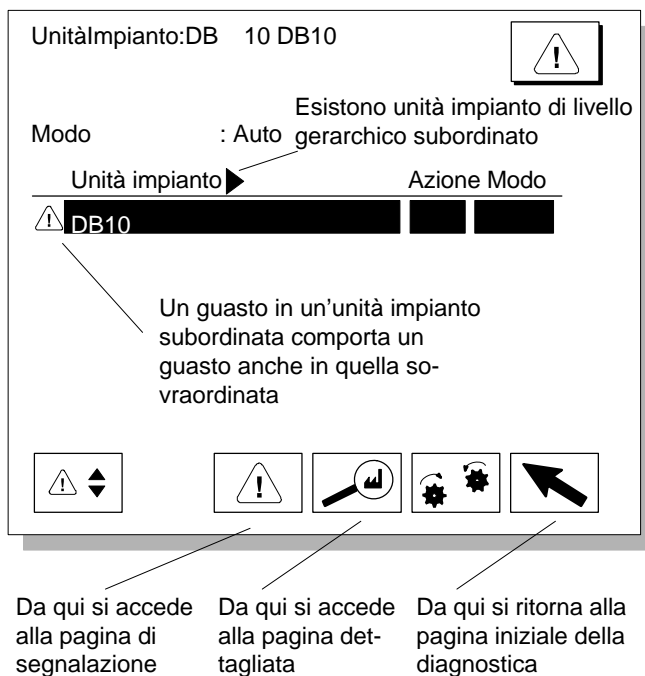 UnitàImpianto:DB 10 DB10
Esistono unità impianto di livello
Modo : Auto gerarchico subordinato
Unità impianto Azione Modo
DB10
Un guasto in un'unità impianto
subordinata comporta un
guasto anche in quella so-
vraordinata
Da qui si accede
alla pagina di
segnalazione
Da qui si accede
alla pagina det-
tagliata
Da qui si ritorna alla
pagina iniziale della
diagnostica